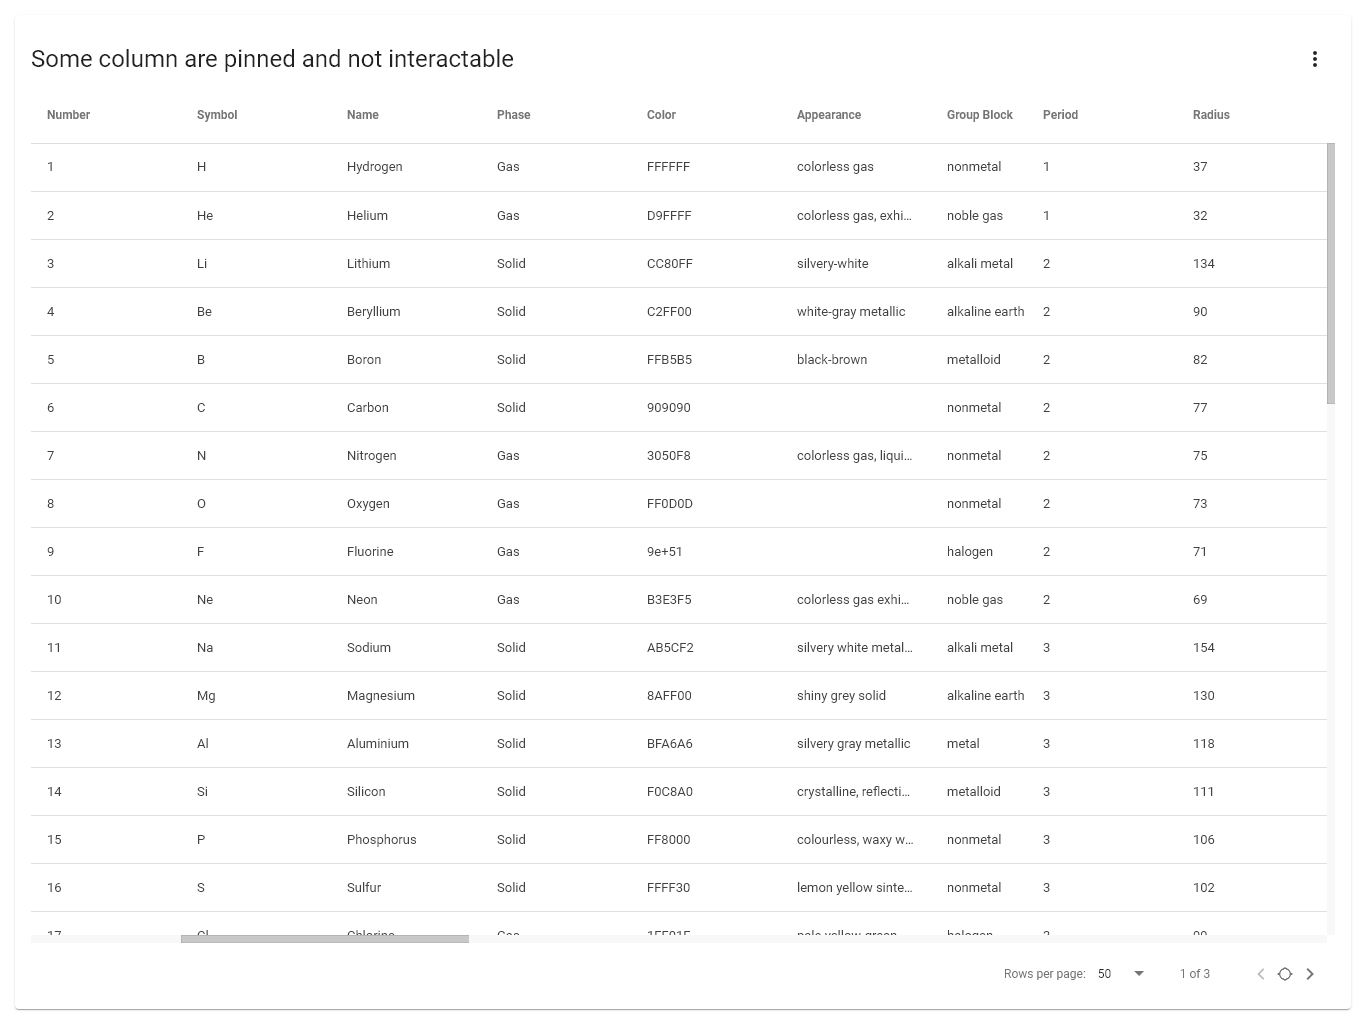 Some column are pinned and not interactable
Number Symbol Name Phase Color Appearance Group Block Period Radius
1 H Hydrogen Gas FFFFFF colorless gas nonmetal 1 37
2 He Helium Gas D9FFFF colorless gas, exhi... noble gas 1 32
3 Li Lithium Solid CC80FF silvery-white alkali metal 2 134
4 Be Beryllium Solid C2FF00 white-gray metallic alkaline earth 2 90
5 B Boron Solid FFB5B5 black-brown metalloid 2 82
6 C Carbon Solid 909090 nonmetal 2 77
7 N Nitrogen Gas 3050F8 colorless gas, liqui... nonmetal 2 75
8 O Oxygen Gas FF0D0D nonmetal 2 73
9 F Fluorine Gas 9e+51 halogen 2 71
10 Ne Neon Gas B3E3F5 colorless gas exhi... noble gas 2 69
11 Na Sodium Solid AB5CF2 silvery white metal... alkali metal 3 154
12 Mg Magnesium Solid 8AFF00 shiny grey solid alkaline earth 3 130
13 Al Aluminium Solid BFA6A6 silvery gray metallic metal 3 118
14 Si Silicon Solid F0C8A0 crystalline, reflecti... metalloid 3 111
15 P Phosphorus Solid FF8000 colourless, waxy w... nonmetal 3 106
16 S Sulfur Solid FFFF30 lemon yellow sinte... nonmetal 3 102
17 Cl Chlorine Gas halogen 3
Rows per page: 50 1 of 3